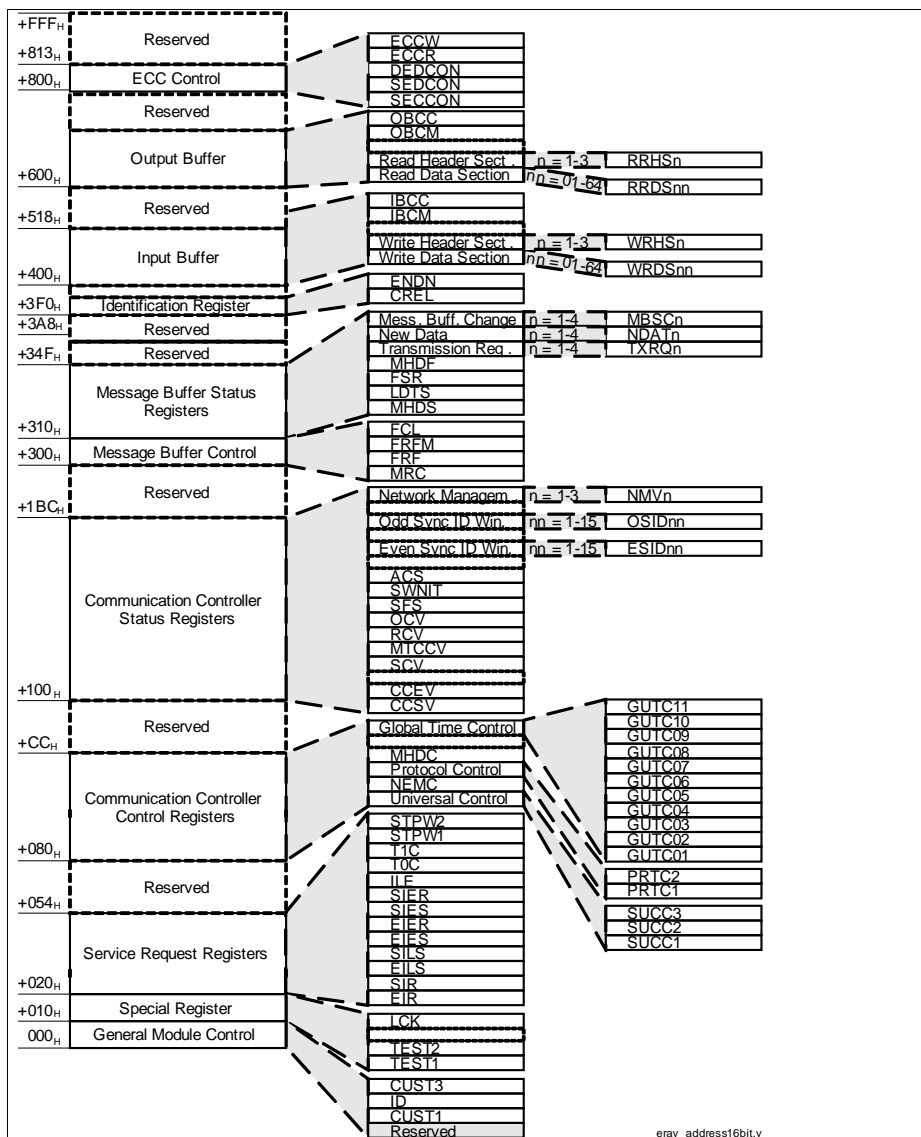 +FFFH
Reserved
+813H
+800H
ECC Control
Reserved
Output Buffer
+600H
Reserved
+518H
Input Buffer
+400H
+3F0H
Identification Register
+3A8H
Reserved
+34FH
Reserved
Message Buffer Status
Registers
+310H
+300H
Message Buffer Control
Reserved
+1BCH
Communication Controller
Status Registers
+100H
Reserved
+CCH
Communication Controller
Control Registers
+080H
Reserved
+054H
Service Request Registers
+020H
+010H
Special Register
000H
General Module Control
ECCW
ECCR
DEDCON
SEDCON
SECCON
OBCC
OBCM
Read Header Sect . n = 1-3 RRHSn
Read Data Section nn = 01-64 RRDSnn
IBCC
IBCM
Write Header Sect . n = 1-3 WRHSn
Write Data Section nn = 01-64 WRDSnn
ENDN
CREL
Mess. Buff. Change n = 1-4 MBSCn
New Data n = 1-4 NDATn
Transmission Req . n = 1-4 TXRQn
MHDF
FSR
LDTS
MHDS
FCL
FRFM
FRF
MRC
Network Managem . n = 1-3 NMVn
Odd Sync ID Win. nn = 1-15 OSIDnn
Even Sync ID Win. nn = 1-15 ESIDnn
ACS
SWNIT
SFS
OCV
RCV
MTCCV
SCV
CCEV
CCSV
Global Time Control
MHDC
Protocol Control
NEMC
Universal Control
STPW2
STPW1
T1C
T0C
ILE
SIER
SIES
EIER
EIES
SILS
EILS
SIR
EIR
LCK
TEST2
TEST1
CUST3
ID
CUST1
Reserved
GUTC11
GUTC10
GUTC09
GUTC08
GUTC07
GUTC06
GUTC05
GUTC04
GUTC03
GUTC02
GUTC01
PRTC2
PRTC1
SUCC3
SUCC2
SUCC1
eray_address16bit.v